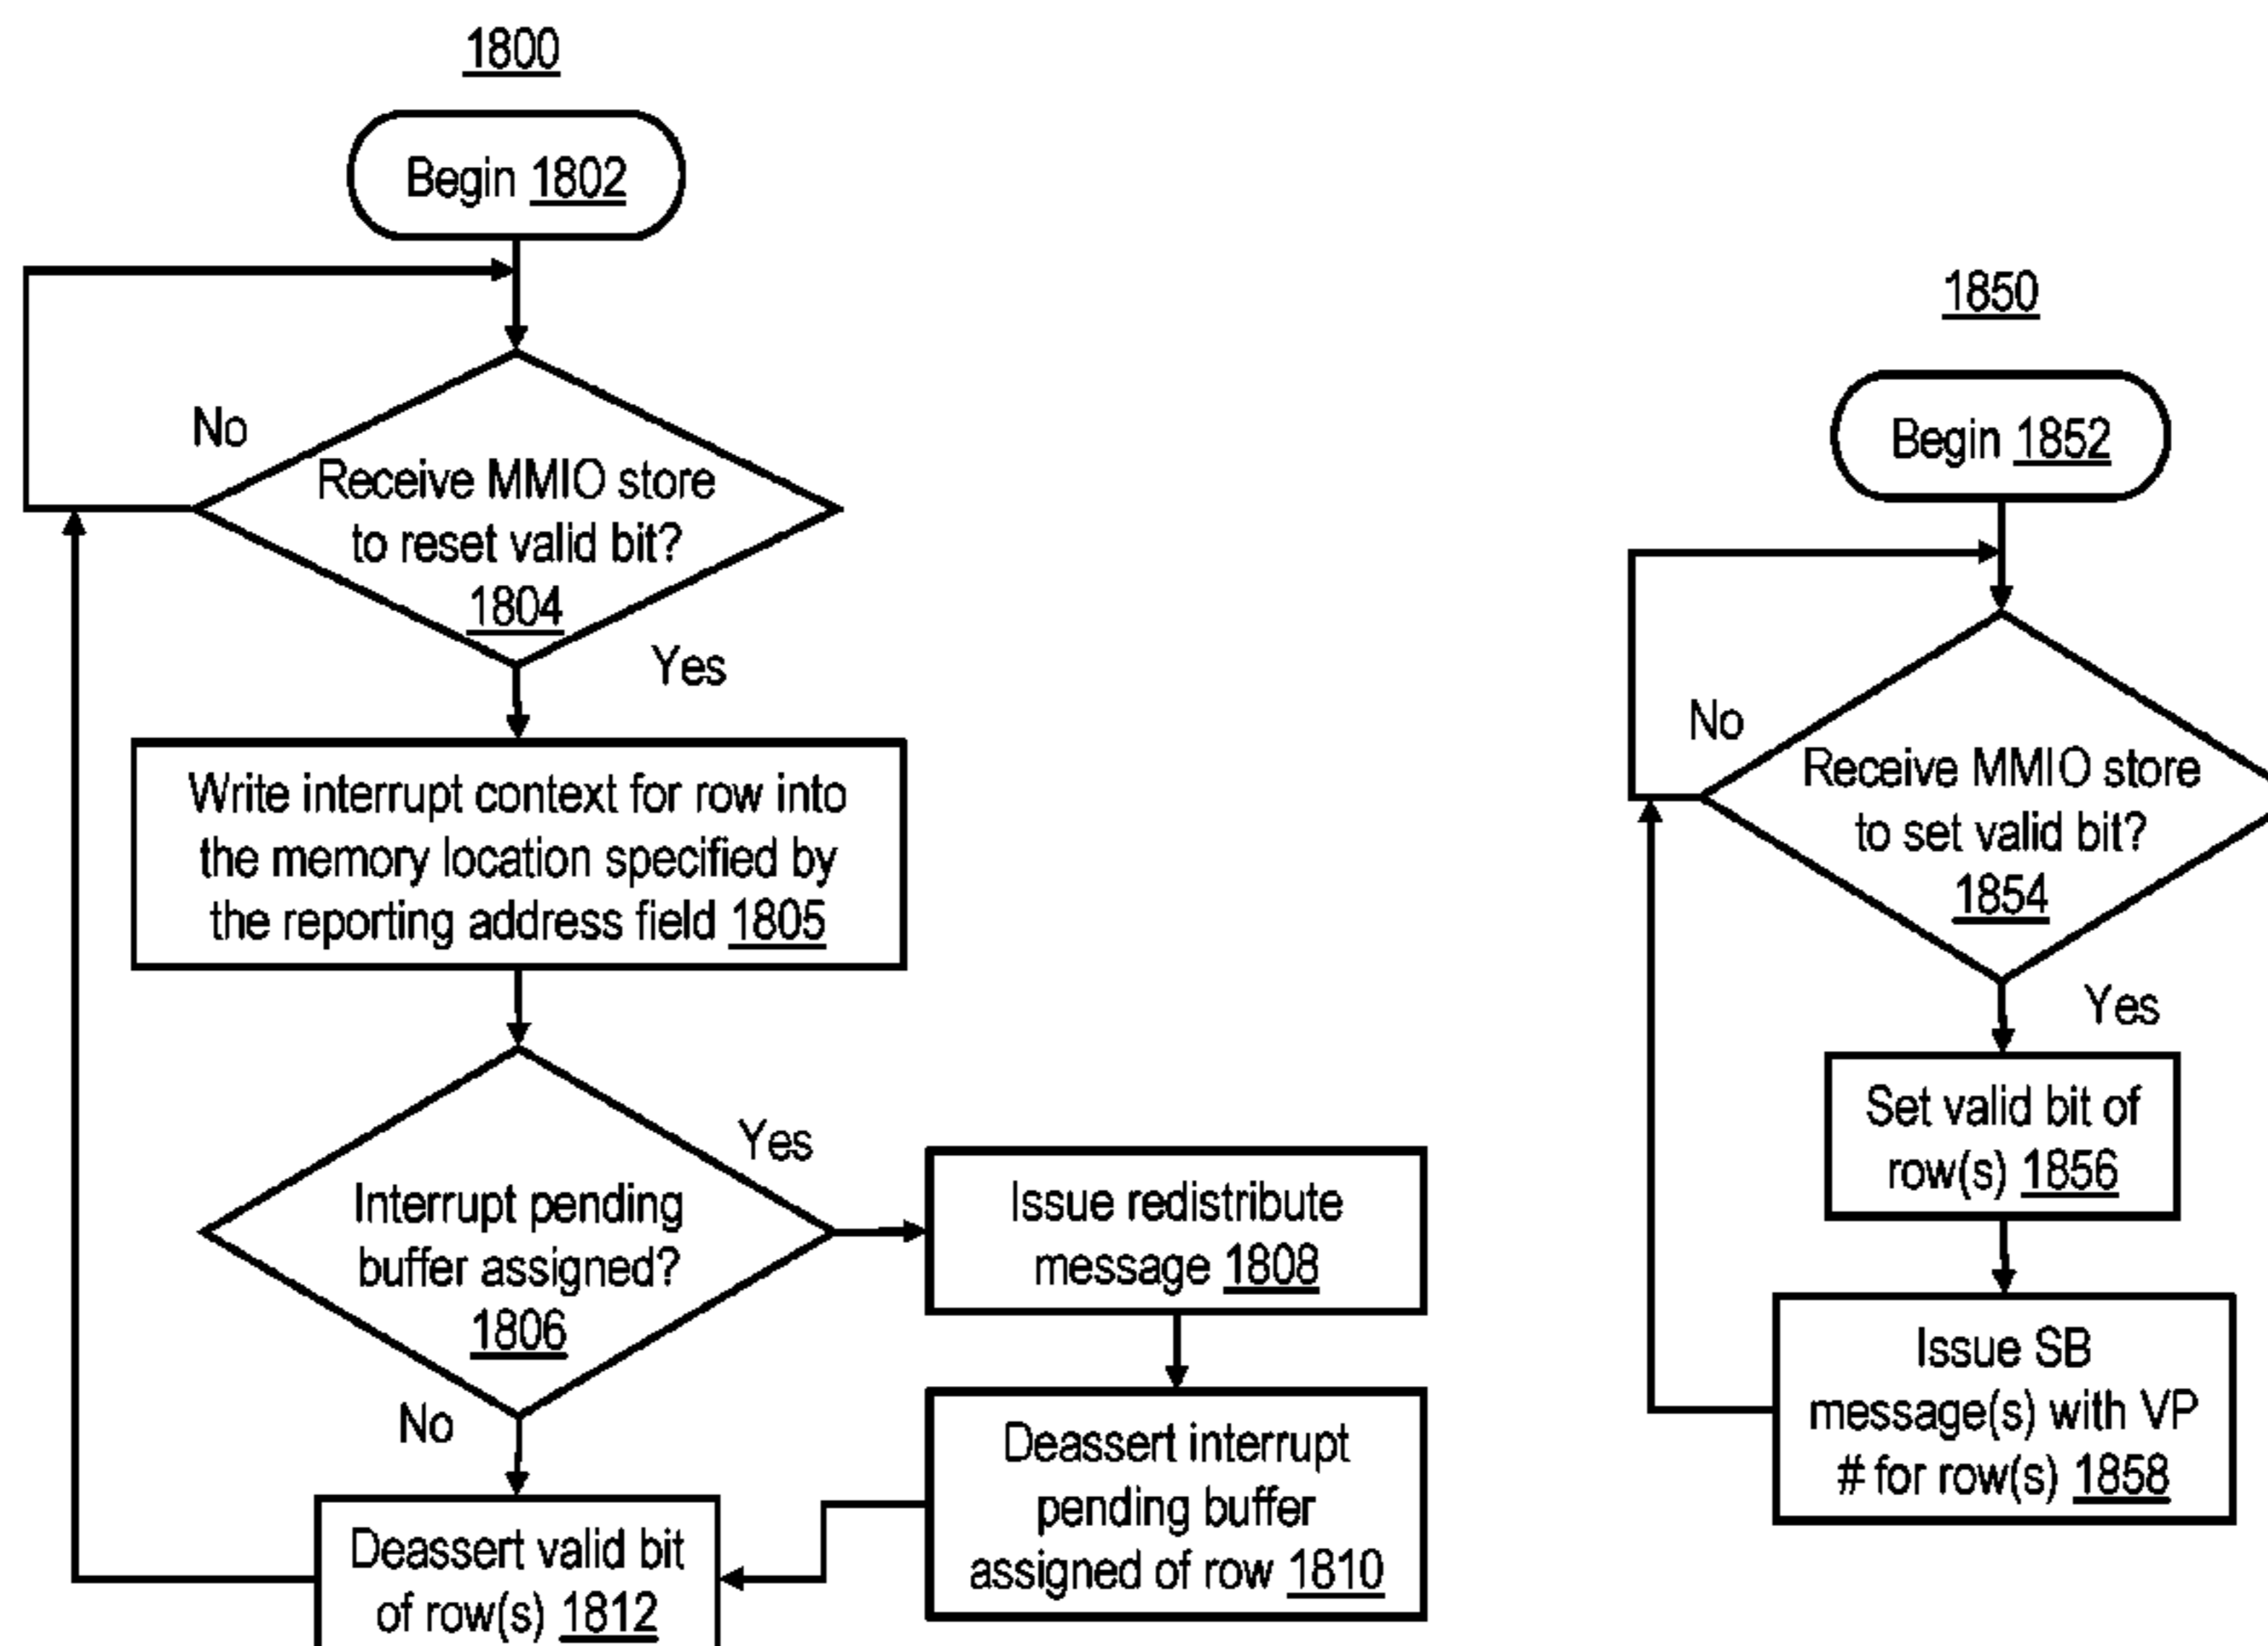 1800
Begin 1802
No
Receive MMIO store
to reset valid bit?
1804
Yes
Write interrupt context for row into
the memory location specified by
the reporting address field 1805
Yes
Interrupt pending
buffer assigned?
1806
No
Issue redistribute
message 1808
Deassert interrupt
pending buffer
assigned of row 1810
Deassert valid bit
of row(s) 1812
1850
Begin 1852
No
Receive MMIO store
to set valid bit?
1854
Yes
Set valid bit of
row(s) 1856
Issue SB
message(s) with VP
# for row(s) 1858